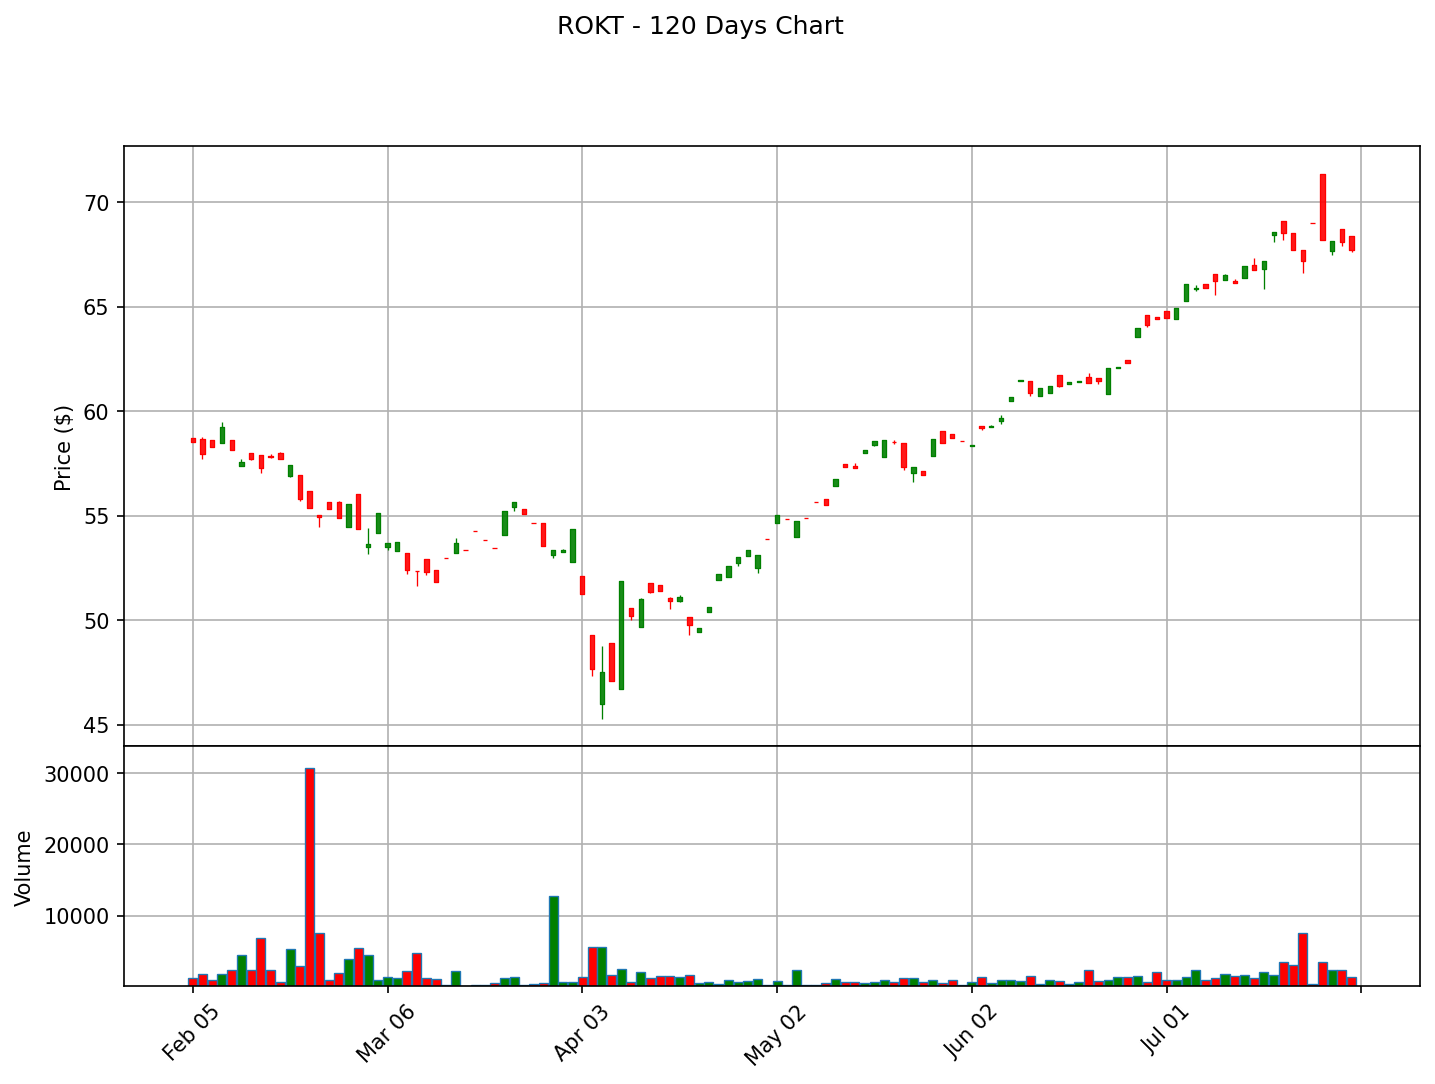 ROKT - 120 Days Chart
Price ($)
70
65
60
55
50
45
Volume
30000
20000
10000
Feb 05
Mar 06
Apr 03
May 02
Jun 02
Jul 01